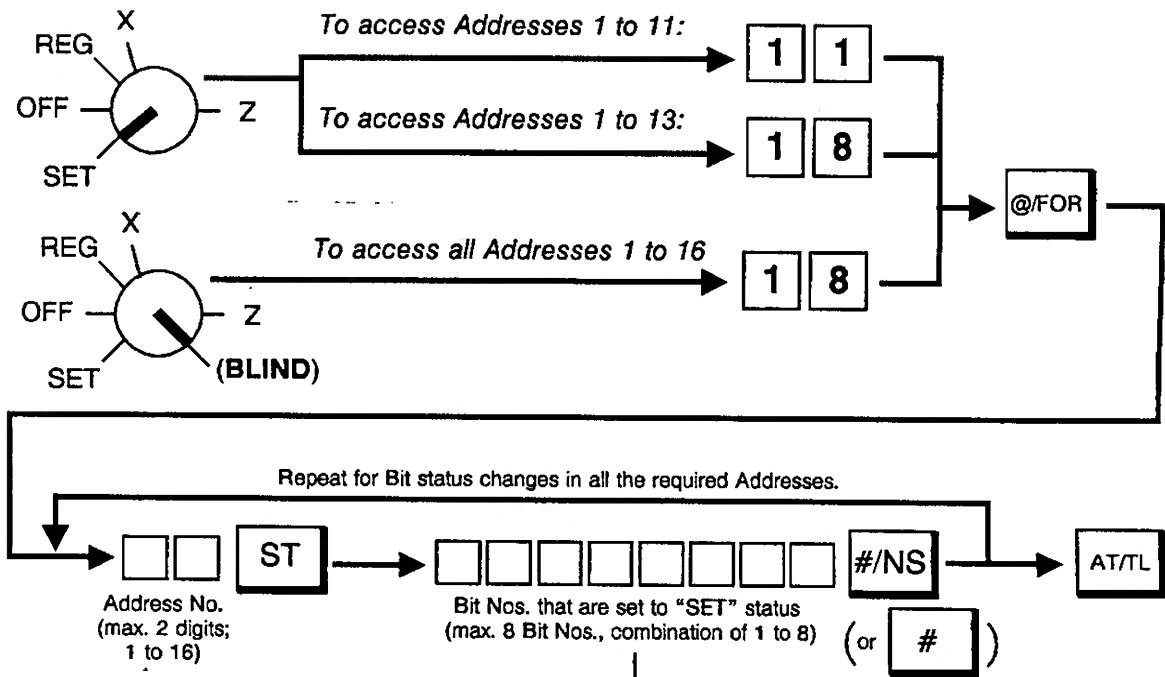 X
REG
OFF
Z
SET
To access Addresses 1 to 11:
1 1
To access Addresses 1 to 13:
1 8
@/FOR
X
REG
OFF
Z
SET
(BLIND)
To access all Addresses 1 to 16
1 8
Repeat for Bit status changes in all the required Addresses.
ST
#/NS
AT/TL
Address No.
(max. 2 digits;
1 to 16)
Bit Nos. that are set to “SET” status
(max. 8 Bit Nos., combination of 1 to 8)
(or # )